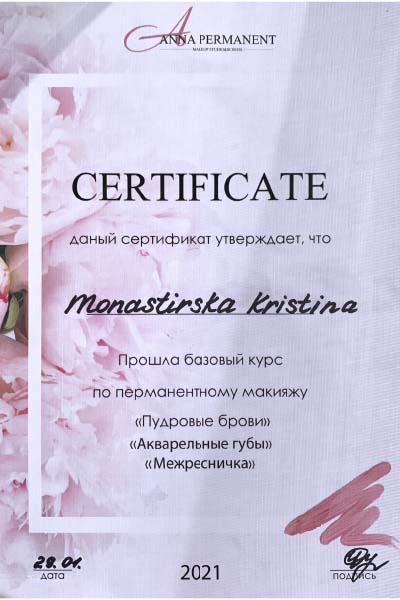 ANNA PERMANENT
CERTIFICATE
даный сертификат утверждает, что
Monastirska Kristina
Прошла базовый курс
по перманентному макияжу
«Пудровые брови»
«Акварельные губы»
«Межресничка»
28.01.
дата
2021
подпись